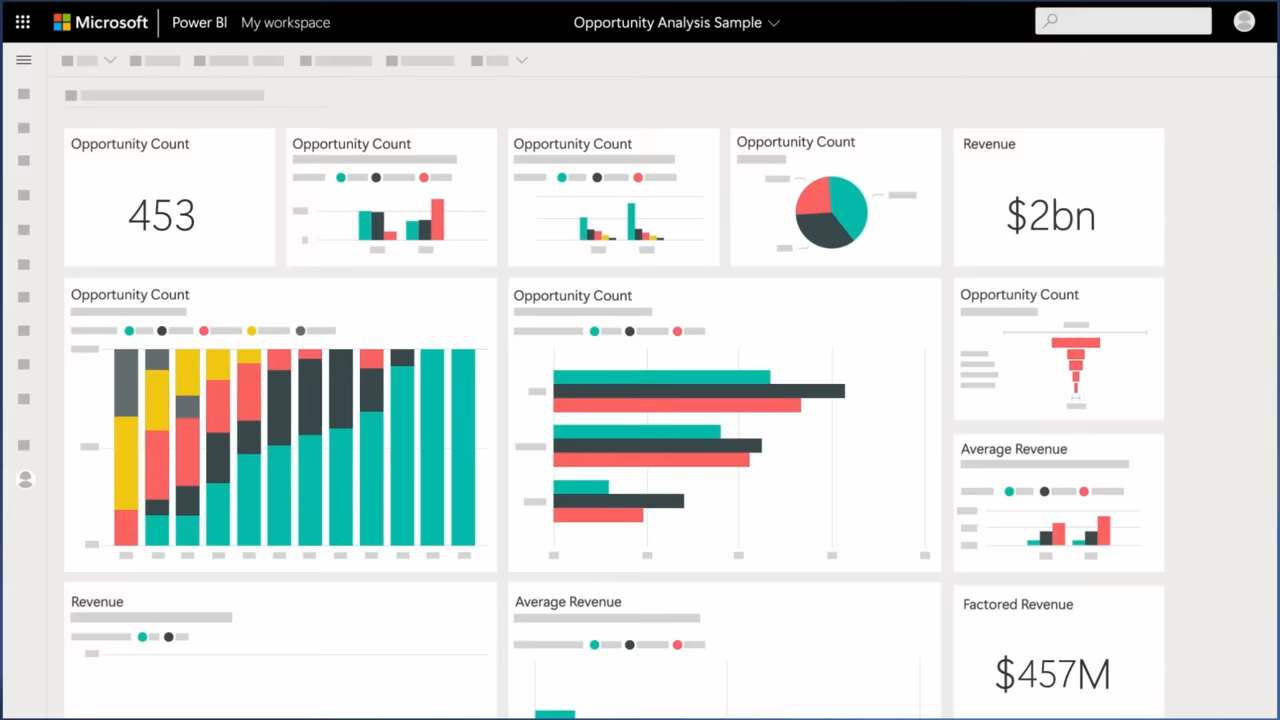 Microsoft Power BI My workspace Opportunity Analysis Sample
Opportunity Count
453
Opportunity Count
Opportunity Count
Opportunity Count
Revenue
$2bn
Opportunity Count
Opportunity Count
Opportunity Count
Average Revenue
Revenue
Average Revenue
Factored Revenue
$457M